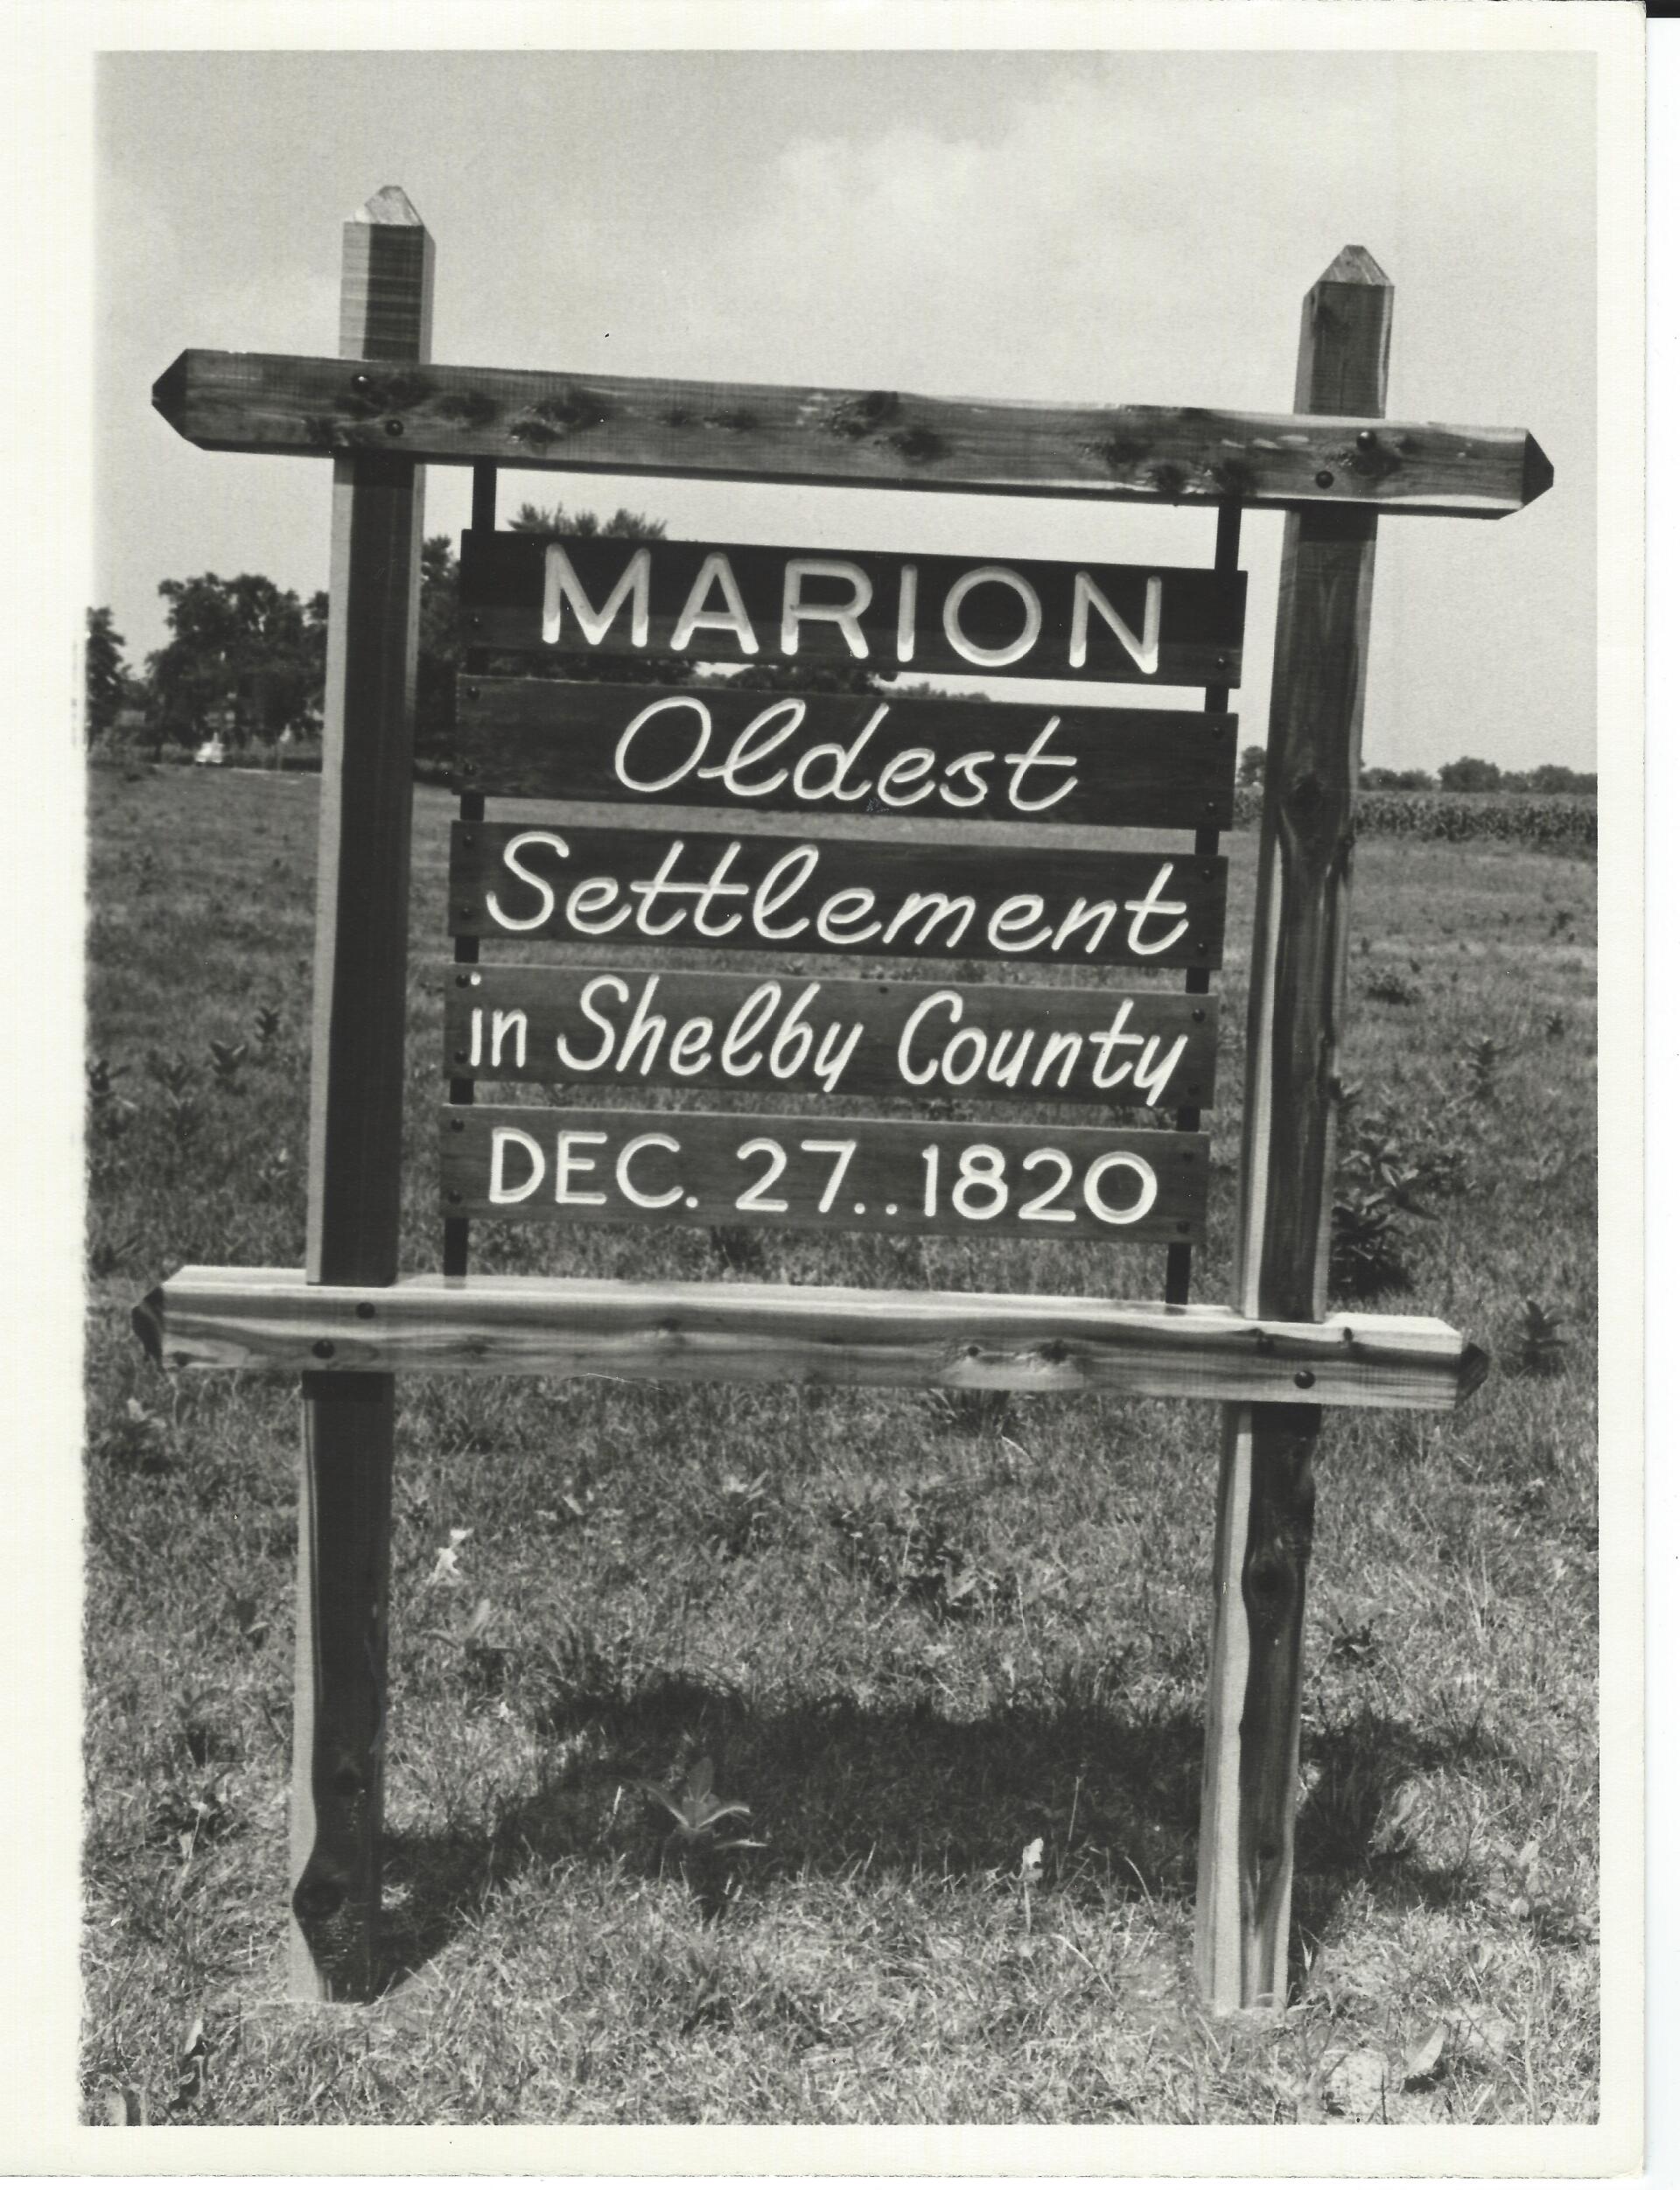 MARION
Oldest
Settlement
in Shelby County
DEC. 27..1820